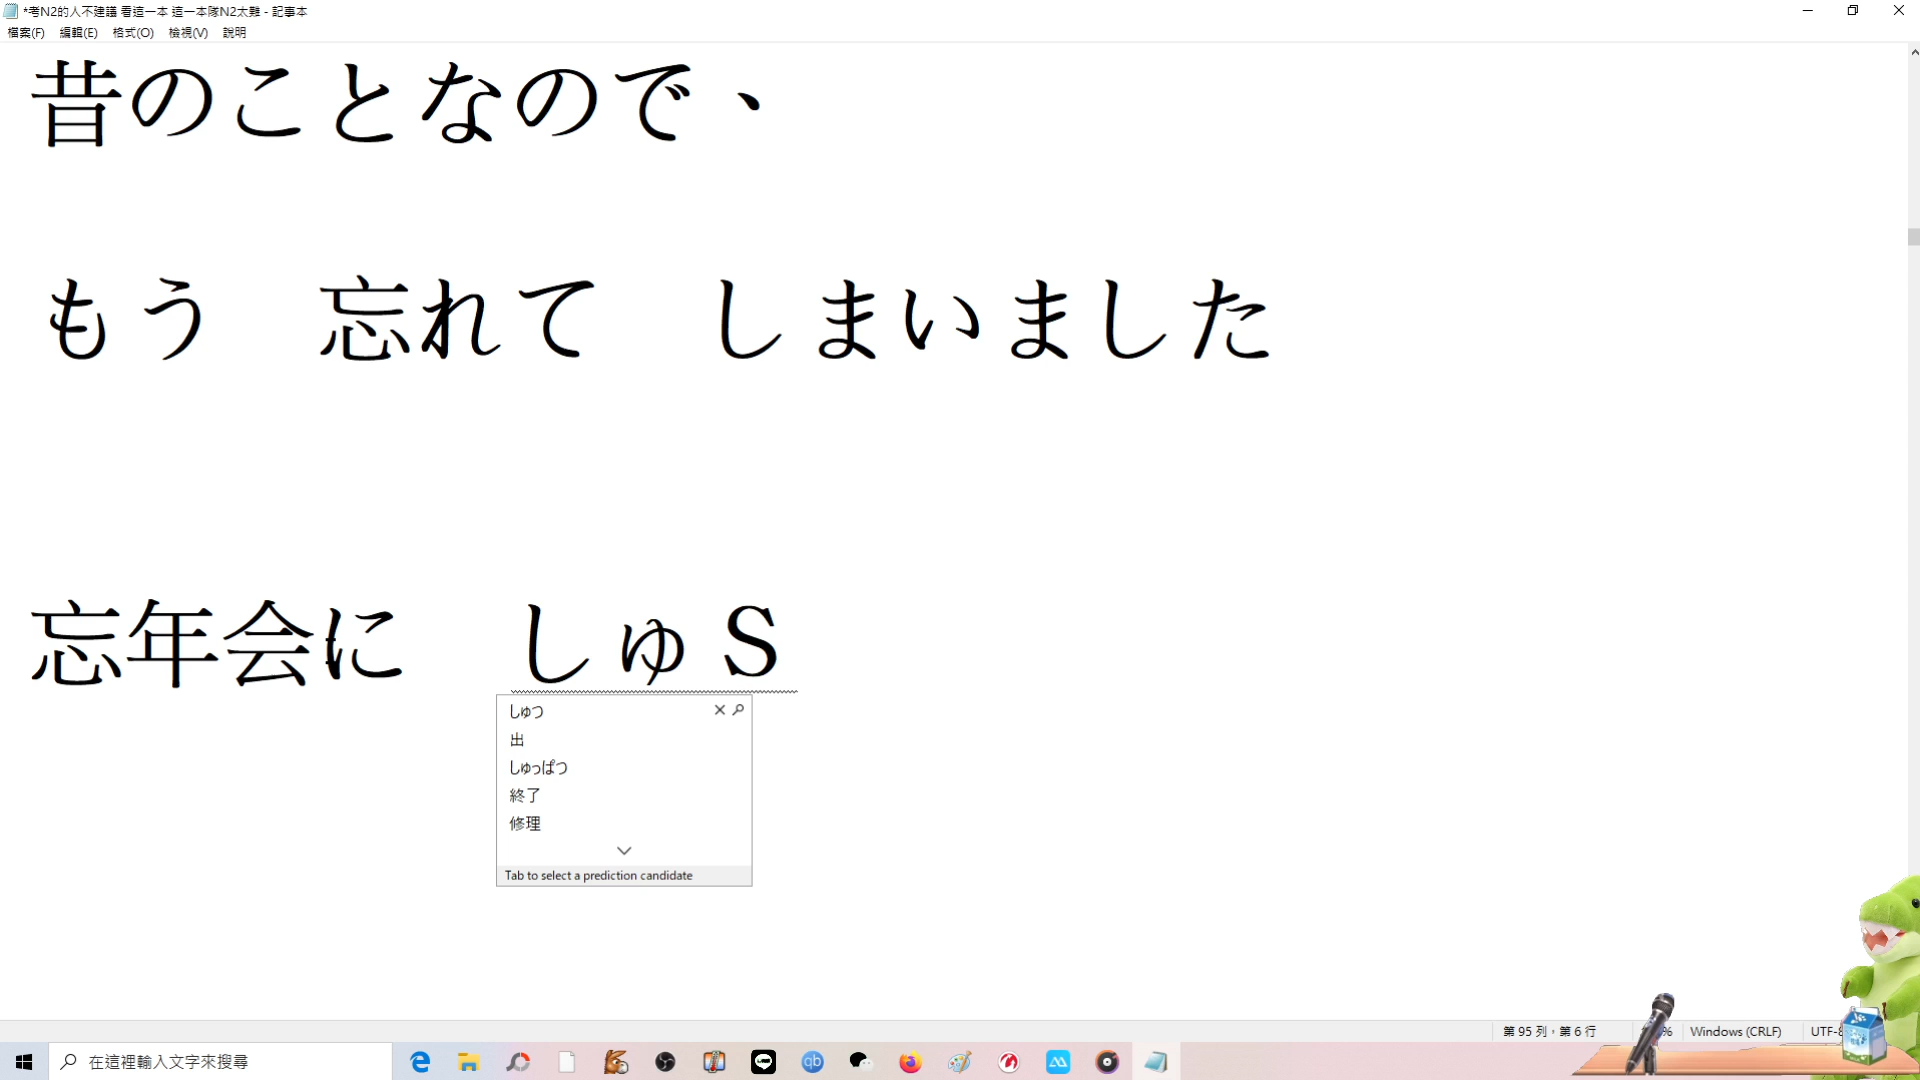 *考N2的人不建議 看這一本 這一本隊N2太難 - 記事本
檔案(F) 編輯(E) 格式(O) 檢視(V) 說明
昔のことなので、
もう　忘れて　しまいました
忘年会に　しゅS
しゅつ
出
しゅっぱつ
終了
修理
Tab to select a prediction candidate
第 95 列，第 6 行 % Windows (CRLF) UTF-8
在這裡輸入文字來搜尋
qb